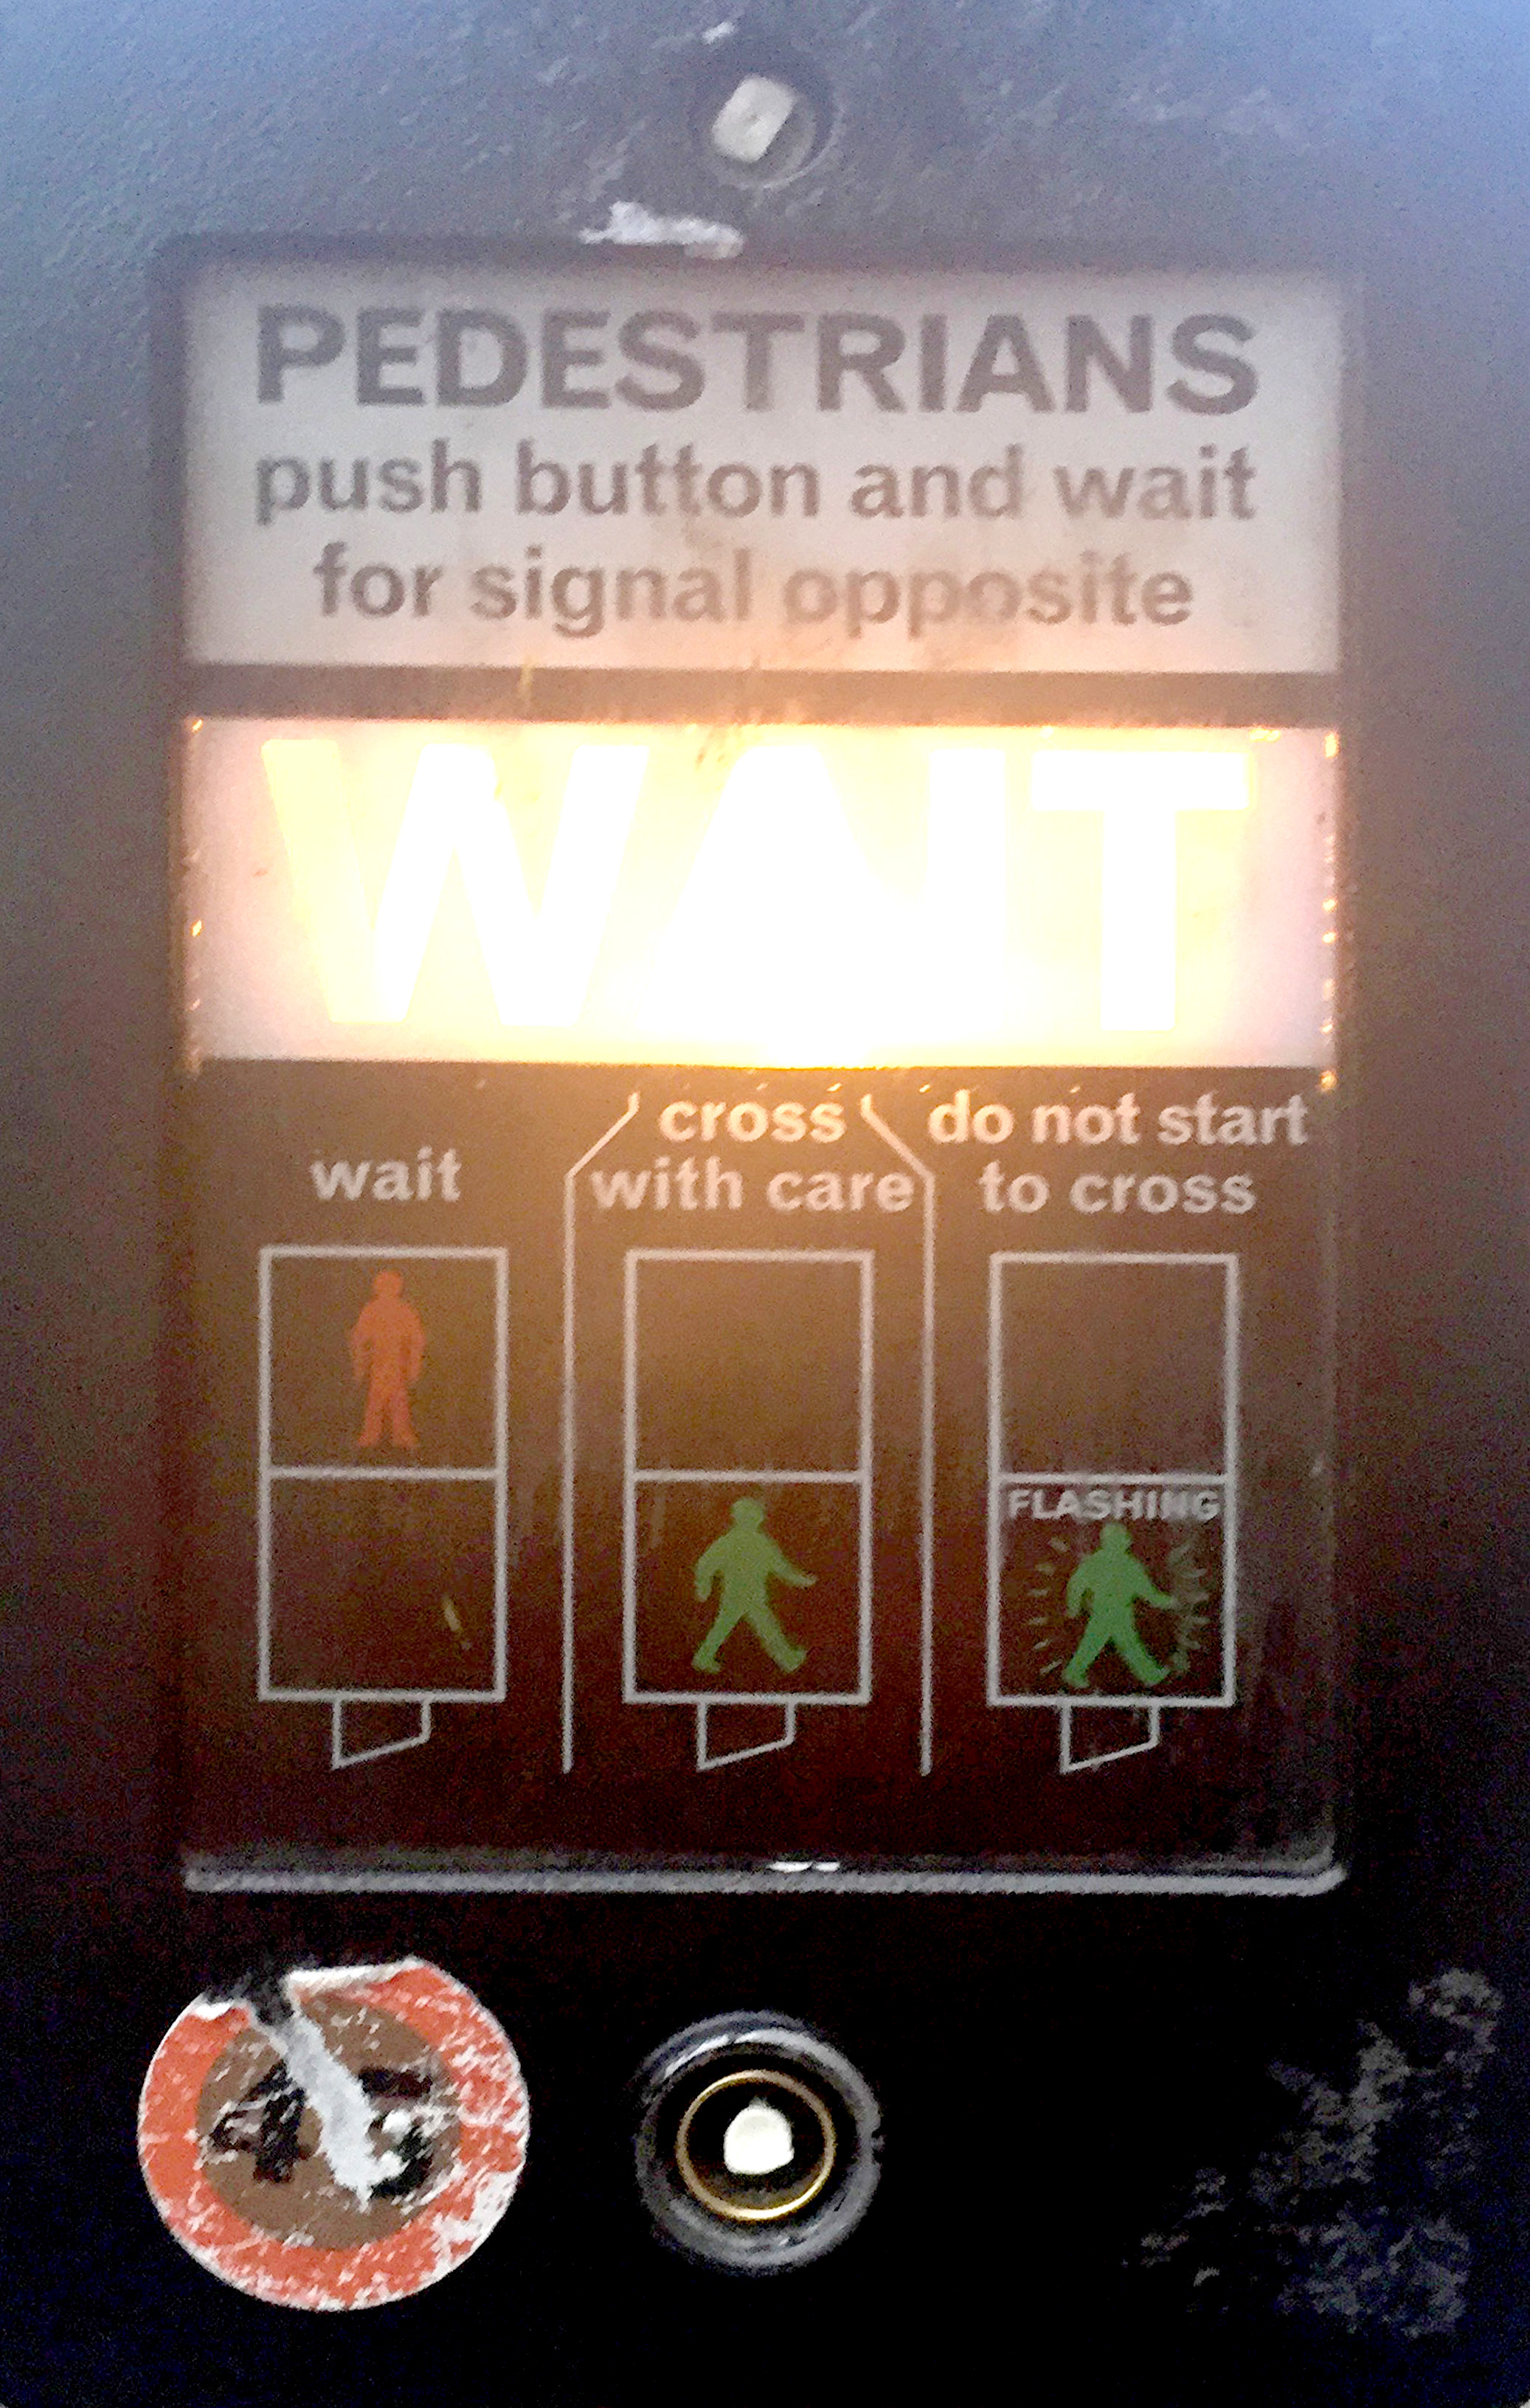 PEDESTRIANS
push button and wait
for signal opposite
WAIT
wait
cross
with care
do not start
to cross
FLASHING